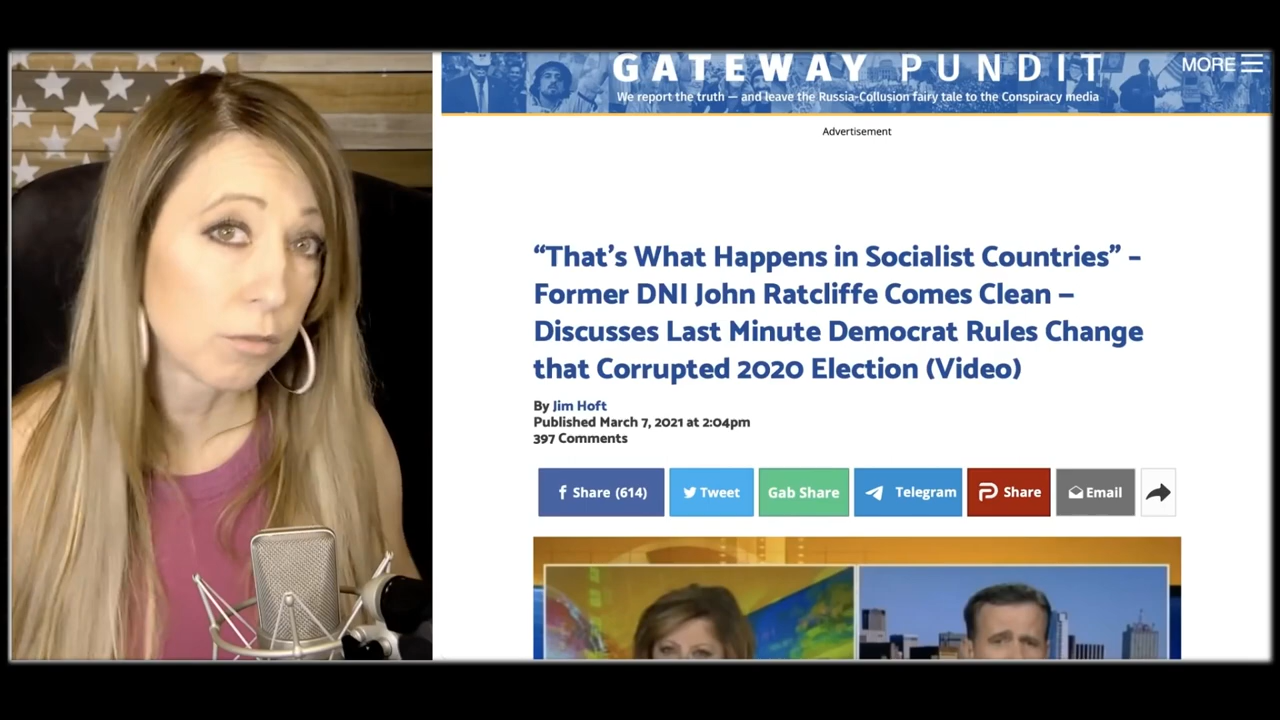 GATEWAY PUNDIT
MORE
We report the truth — and leave the Russia-Collusion fairy tale to the Conspiracy media
Advertisement
“That’s What Happens in Socialist Countries” –
Former DNI John Ratcliffe Comes Clean –
Discusses Last Minute Democrat Rules Change
that Corrupted 2020 Election (Video)
By Jim Hoft
Published March 7, 2021 at 2:04pm
397 Comments
Share (614)
Tweet
Gab Share
Telegram
Share
Email